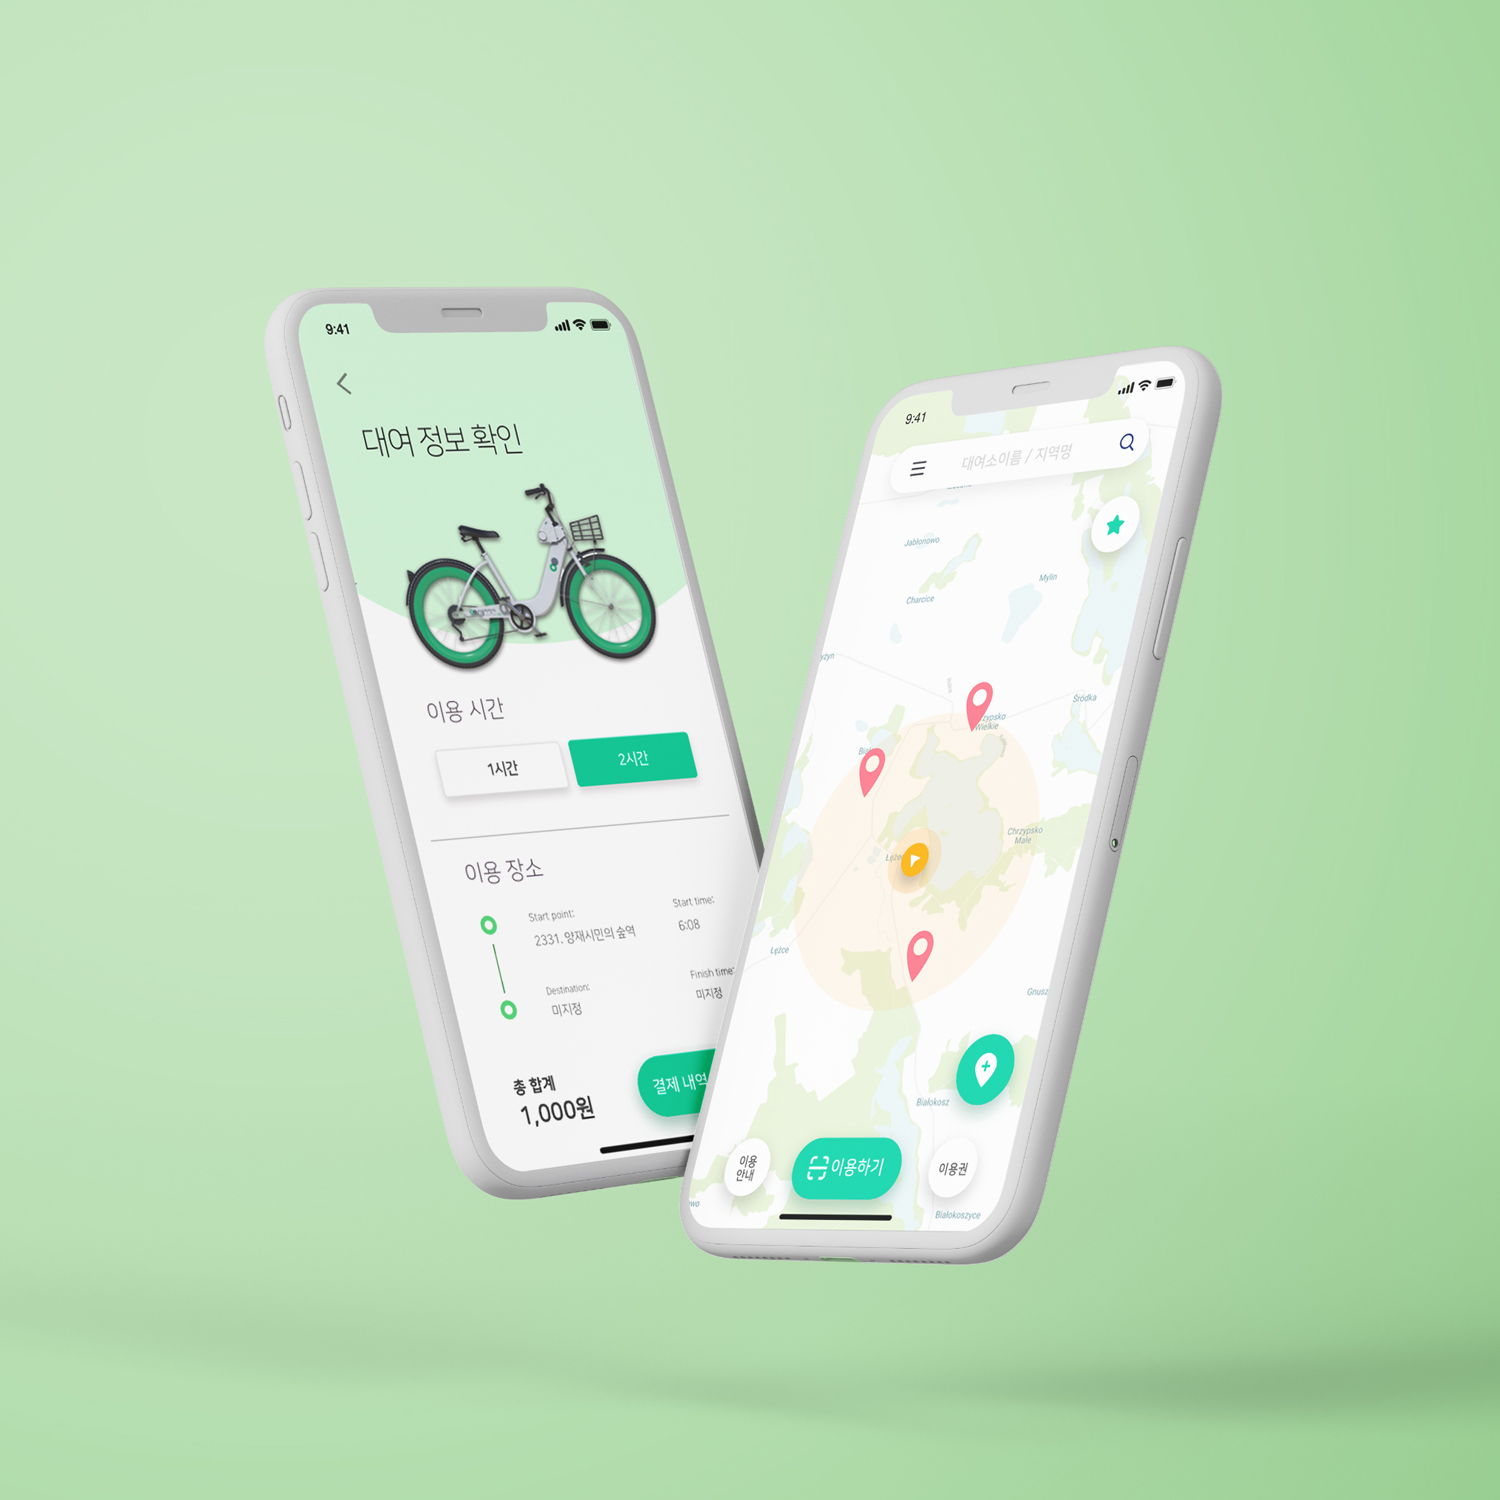 9:41
대여 정보 확인
이용 시간
1시간
2시간
이용 장소
Start point:
Start time:
2331. 양재시민의 숲역
6:08
Destination:
Finish time:
미지정
미지정
총 합계
1,000원
결제 내역
9:41
대여소이름 / 지역명
Jabłonowo
Mylin
Charcice
Śródka
Wielkie
Chrzypsko
Małe
Łężce
Gnusz
Białokosz
이용
안내
이용하기
이용권
Białokoszyce